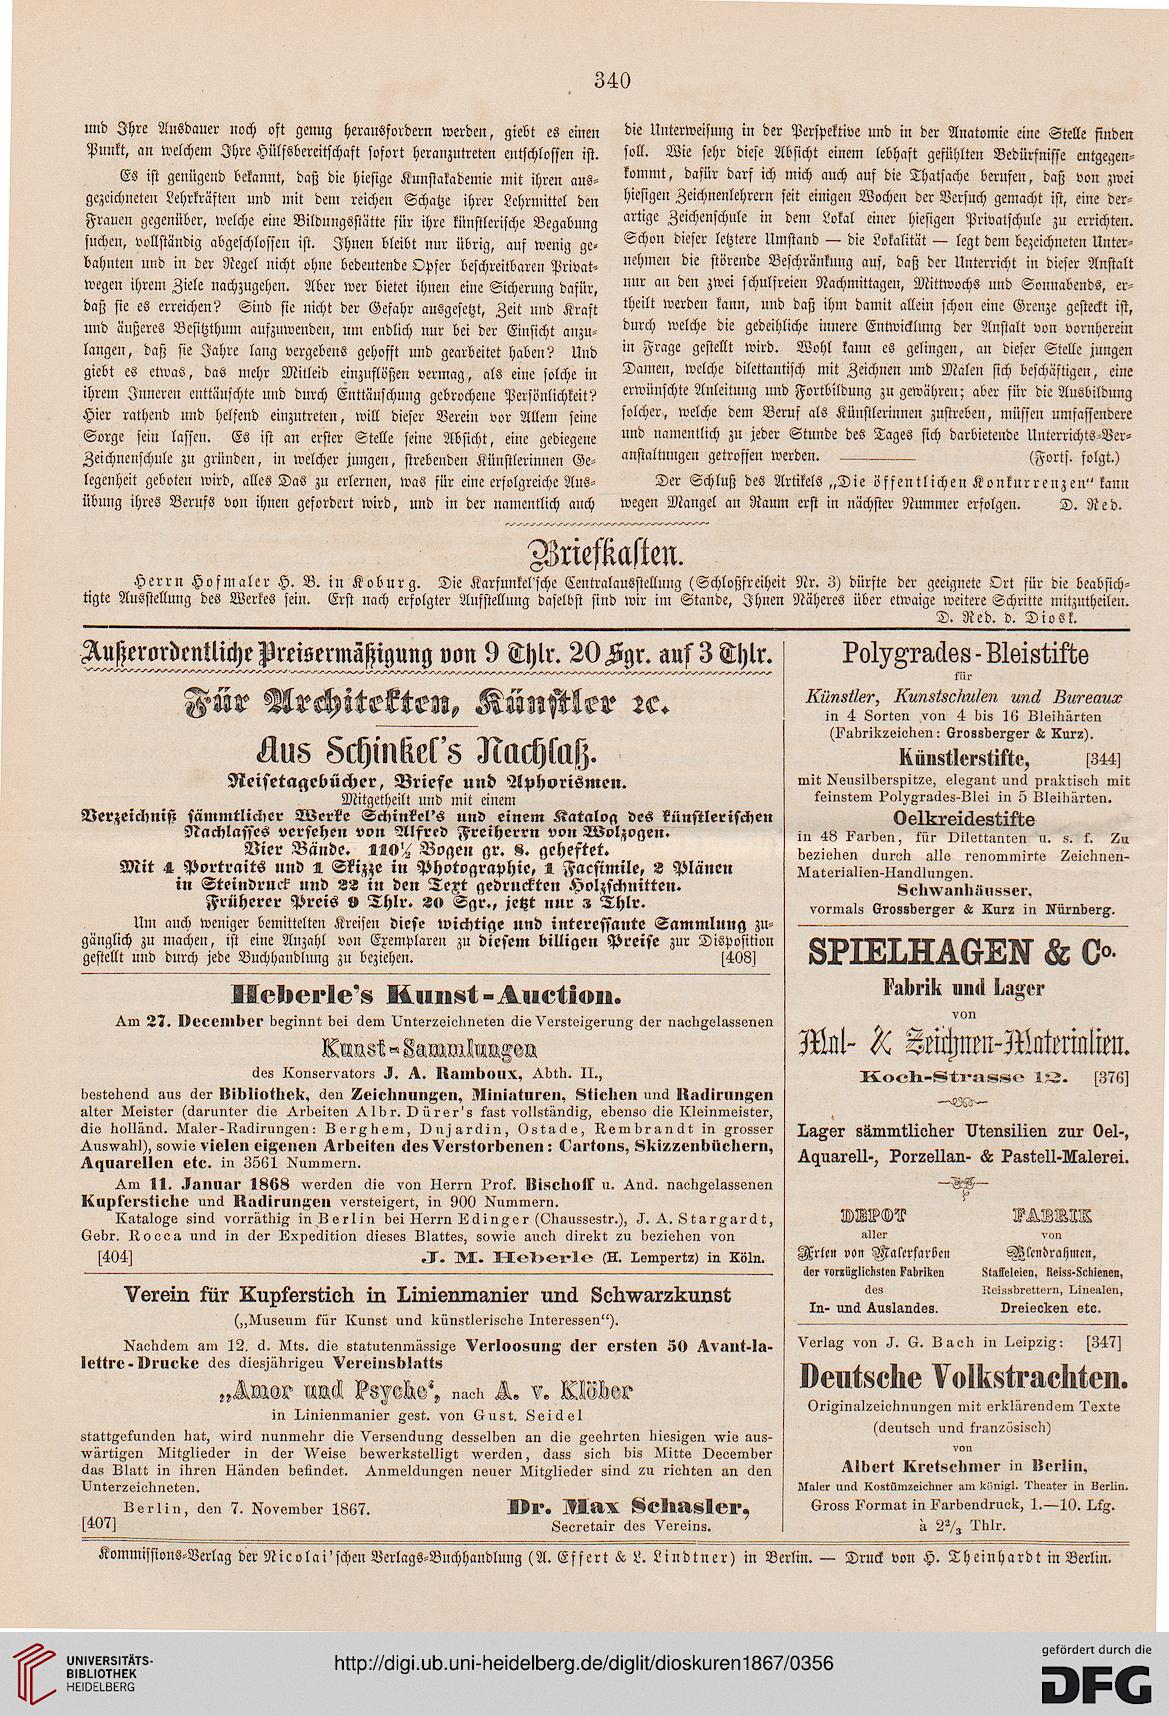 340
und Ihre Ausdauer noch oft genug herausfordern werden, giebt es einen
Punkt, an welchem Ihre Hülfsbereitschaft sofort heranzutreten entschlossen ist.
Es ist genügend bekannt, daß die hiesige Kunstakademie mit ihren aus-
gezeichneten Lehrkräften und mit dem reichen Schatze ihrer Lehrmittel den
Frauen gegenüber, welche eine Bildungsstätte für ihre künstlerische Begabung
suchen, vollständig abgeschlossen ist. Ihnen bleibt nur übrig, auf wenig ge-
bahnten und in der Regel nicht ohne bedeutende Opfer beschreitbaren Privat-
wegen ihrem Ziele nachzugehen. Aber wer bietet ihnen eine Sicherung dafür,
daß sie es erreichen? Sind sie nicht der Gefahr ausgesetzt, Zeit und Kraft
und äußeres Besitzthum aufzuwenden, um endlich nur bei der Einsicht anzu-
langen, daß sie Jahre lang vergebens gehofft und gearbeitet haben? Und
giebt es etwas, das mehr Mitleid einzuflößen vermag, als eine solche in
ihrem Inneren enttäuschte und durch Enttäuschung gebrochene Persönlichkeit?
Hier rathend und helfend einzutreten, will dieser Verein vor Allem seine
Sorge sein lassen. Es ist an erster Stelle seine Absicht, eine gediegene
Zeichnenschule zu gründen, in welcher jungen, strebenden Künstlerinnen Ge-
legenheit geboten wird, alles Das zu erlernen, was für eine erfolgreiche Aus-
übung ihres Berufs von ihnen gefordert wird, und in der namentlich auch
die Unterweisung in der Perspektive und in der Anatomie eine Stelle finden
soll. Wie sehr diese Absicht einem lebhaft gefühlten Bedürfnisse entgegen-
kommt, dafür darf ich mich auch auf die Thatsache berufen, daß von zwei
hiesigen Zeichnenlehrern seit einigen Wochen der Versuch gemacht ist, eine der-
artige Zeichenschule in dem Lokal einer hiesigen Privatschule zu errichten.
Schon dieser letztere Umstand — die Lokalität — legt dem bezeichneten Unter-
nehmen die störende Beschränkung auf, daß der Unterricht in dieser Anstalt
nur an den zwei schulfreien Nachmittagen, Mittwochs und Sonnabends, er-
theilt werden kann, und daß ihm damit allein schon eine Grenze gesteckt ist,
durch welche die gedeihliche innere Entwicklung der Anstalt von vornherein
in Frage gestellt wird. Wohl kann es gelingen, an dieser Stelle jungen
Damen, welche dilettantisch mit Zeichnen und Malen sich beschäftigen, eine
erwünschte Anleitung und Fortbildung zu gewähren; aber für die Ausbildung
solcher, welche dem Beruf als Künstlerinnen zustreben, müssen umfassendere
und namentlich zu jeder Stunde des Tages sich darbietende Unterrichts-Ver-
anstaltungen getroffen werden. (Forts. folgt.)
Der Schluß des Artikels „Die öffentlichen Konkurrenzen" kann
wegen Mangel an Raum erst in nächster Nummer erfolgen. D. Red.
Briefkasten.
Herrn Hofmaler H. B. in Koburg. Die Karfunkel'sche Centralausstellung (Schloßfreiheit Nr. 3) dürfte der geeignete Ort für die beabsich-
tigte Ausstellung des Werkes sein. Erst nach erfolgter Aufstellung daselbst sind wir im Stande, Ihnen Näheres über etwaige weitere Schritte mitzutheilen.
D. Red. d. Diosk.
Außerordentliche Preisermäßigung von 9 Thlr. 20 Sgr. auf 3 Thlr.
Für Architekten, Künstler ꝛc.
Aus Schinkel's Nachlaß.
Reisetagebücher, Briefe und Aphorismen.
Mitgetheilt und mit einem
Verzeichniß sämmtlicher Werke Schinkel's und einem Katalog des künstlerischen
Nachlasses versehen von Alfred Freiherrn von Wolzogen.
Vier Bände. 110½ Bogen gr. 8. geheftet.
Mit 4 Portraits und 1 Skizze in Photographie, 1 Facsimile, 2 Plänen
in Steindruck und 22 in den Text gedruckten Holzschnitten.
Früherer Preis 9 Thlr. 20 Sgr., jetzt nur 3 Thlr.
Um auch weniger bemittelten Kreisen diese wichtige und interessante Sammlung zu-
gänglich zu machen, ist eine Anzahl von Exemplaren zu diesem billigen Preise zur Disposition
gestellt und durch jede Buchhandlung zu beziehen. [408]
Heberle's Kunst-Auction.
Am 27. December beginnt bei dem Unterzeichneten die Versteigerung der nachgelassenen
Kunst-Sammlungen
des Konservators J. A. Ramboux, Abth. II.,
bestehend aus der Bibliothek, den Zeichnungen, Miniaturen, Stichen und Radirungen
alter Meister (darunter die Arbeiten Albr. Dürer's fast vollständig, ebenso die Kleinmeister,
die holländ. Maler-Radirungen: Berghem, Dujardin, Ostade, Rembrandt in grosser
Auswahl), sowie vielen eigenen Arbeiten des Verstorbenen: Cartons, Skizzenbüchern,
Aquarellen etc. in 3561 Nummern.
Am 11. Januar 1868 werden die von Herrn Prof. Bischoff u. And. nachgelassenen
Kupferstiche und Radirungen versteigert, in 900 Nummern.
Kataloge sind vorräthig in Berlin bei Herrn Edinger (Chaussestr.), J. A. Stargardt,
Gebr. Rocca und in der Expedition dieses Blattes, sowie auch direkt zu beziehen von
[404] J. M. Heberle (H. Lempertz) in Köln.
Verein für Kupferstich in Linienmanier und Schwarzkunst
(„Museum für Kunst und künstlerische Interessen“).
Nachdem am 12. d. Mts. die statutenmässige Verloosung der ersten 50 Avant-la-
lettre-Drucke des diesjährigeu Vereinsblatts
„Amor und Psyche‘, nach A. v. Klöber
in Linienmanier gest. von Gust. Seidel
stattgefunden hat, wird nunmehr die Versendung desselben an die geehrten hiesigen wie aus-
wärtigen Mitglieder in der Weise bewerkstelligt werden, dass sich bis Mitte December
das Blatt in ihren Händen befindet. Anmeldungen neuer Mitglieder sind zu richten an den
Unterzeichneten.
Berlin, den 7. November 1867. Dr. Max Schasler,
[407] Secretair des Vereins.
Polygrades-Bleistifte
für
Künstler, Kunstschulen und Bureaux
in 4 Sorten von 4 bis 16 Bleihärten
(Fabrikzeichen: Grossberger & Kurz).
Künstlerstifte, [344]
mit Neusilberspitze, elegant und praktisch mit
feinstem Polygrades-Blei in 5 Bleihärten.
Oelkreidestifte
in 48 Farben, für Dilettanten u. s. f. Zu
beziehen durch alle renommirte Zeichnen-
Materialien-Handlungen.
Schwanhäusser,
vormals Grossberger & Kurz in Nürnberg.
SPIELHAGEN & Co.
Fabrik und Lager
von
Mal- & Zeichnen-Materialien.
Koch-Strasse 12. [376]
Lager sämmtlicher Utensilien zur Oel-,
Aquarell-, Porzellan- & Pastell-Malerei.
DEPOT
aller
Arten von Malerfarben
der vorzüglichsten Fabriken
des
In- und Auslandes.
FABRIK
von
Blendrahmen,
Staffeleien, Reiss-Schienen,
Reissbrettern, Linealen,
Dreiecken etc.
Verlag von J. G. Bach in Leipzig: [347]
Deutsche Volkstrachten.
Originalzeichnungen mit erklärendem Texte
(deutsch und französisch)
von
Albert Kretschmer in Berlin,
Maler und Kostümzeichner am königl. Theater in Berlin.
Gross Format in Farbendruck, 1.—10. Lfg.
à 2⅔ Thlr.
Kommissions-Verlag der Nicolai'schen Verlags-Buchhandlung (A. Effert & L. Lindtner) in Berlin. — Druck von H. Theinhardt in Berlin.
UNIVERSITÄTS-
BIBLIOTHEK
HEIDELBERG
http://digi.ub.uni-heidelberg.de/diglit/dioskuren1867/0356
gefördert durch die
DFG